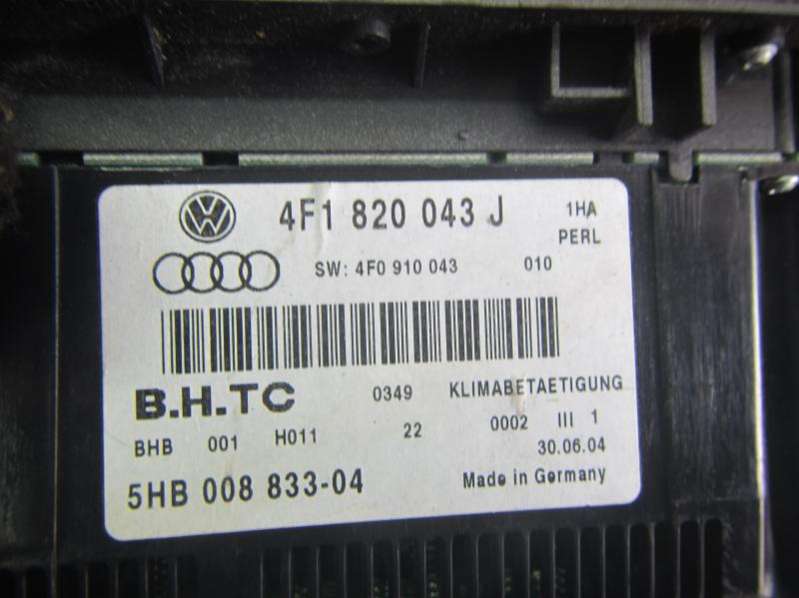 4F1 820 043 J 1HA
PERL
SW: 4F0 910 043 010
B.H.TC 0349 KLIMABETAETIGUNG
BHB 001 H011 22 0002 III 1
30.06.04
5HB 008 833-04 Made in Germany